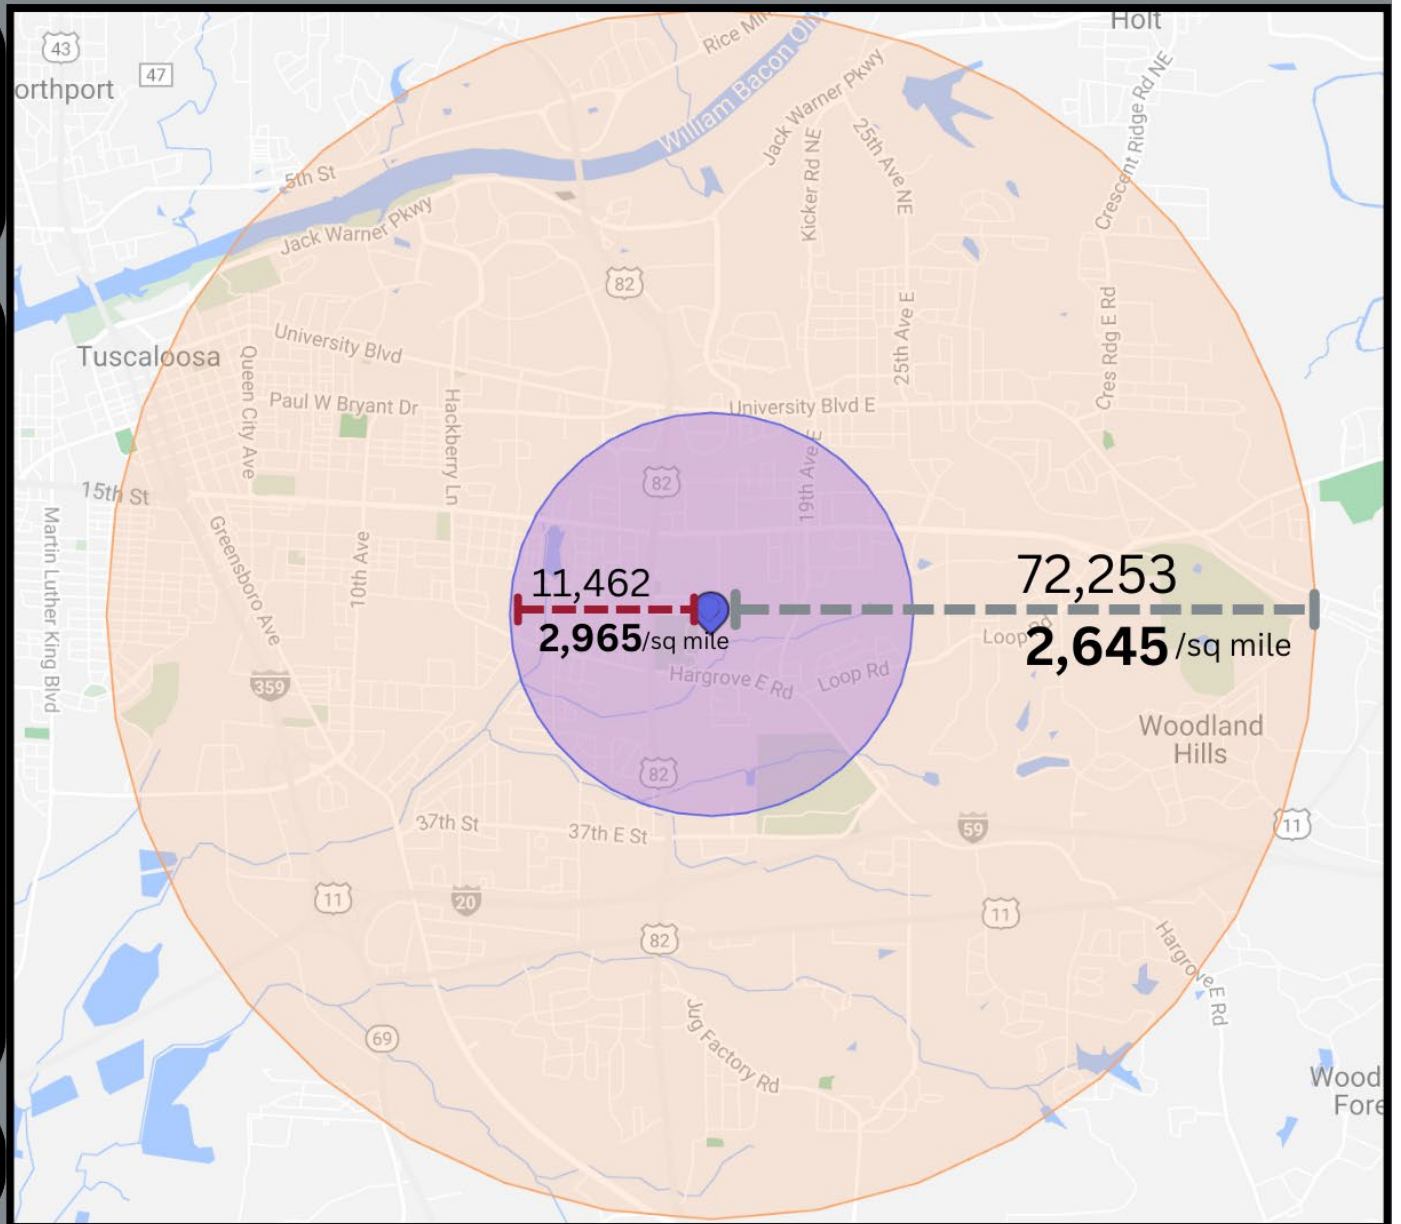 Holt
43
47
orthport
Rice Min
William Bacon Oli
Jack Warner Pkwy
Crescent Ridge Rd NE
25th Ave NE
Kicker Rd NE
5th St
Jack Warner Pkwy
82
University Blvd
Tuscaloosa
25th Ave E
Cres Rdg E Rd
Queen City Ave
Paul W Bryant Dr
Hackberry Ln
University Blvd E
19th Ave E
82
15th St
Martin Luther King Blvd
Greensboro Ave
10th Ave
11,462
72,253
2,965/sq mile
Loop Rd
2,645 /sq mile
Hargrove E Rd
Loop Rd
359
Woodland
Hills
82
37th St
37th E St
59
11
11
20
11
82
Hargrove E Rd
69
Jug Factory Rd
Wood
Fore